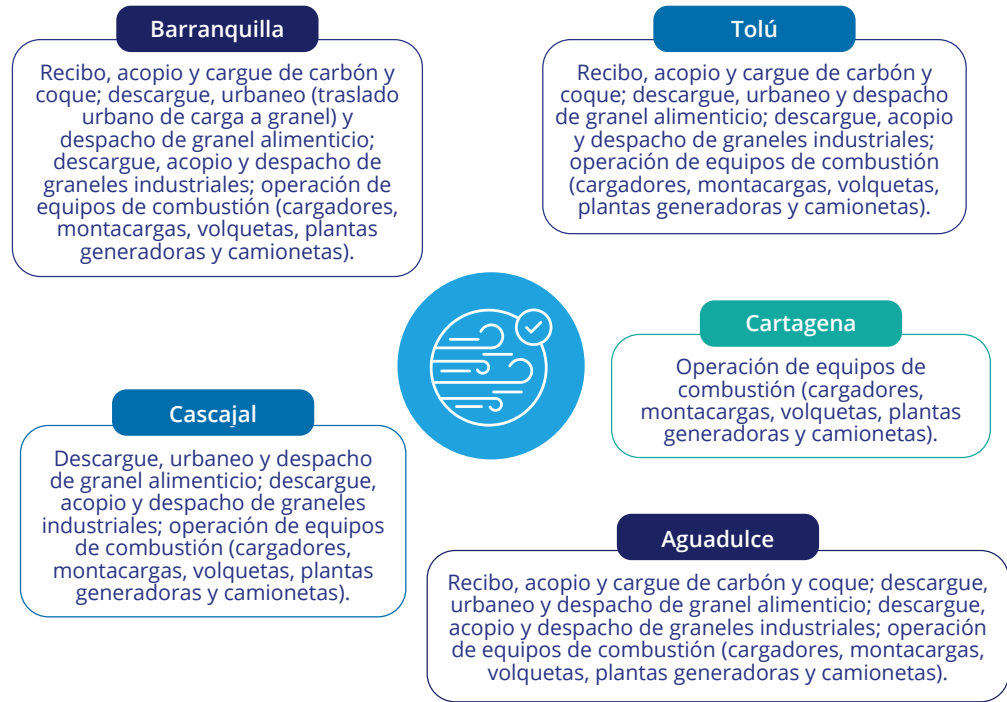 Barranquilla
Recibo, acopio y cargue de carbón y
coque; descargue, urbaneo (traslado
urbano de carga a granel) y
despacho de granel alimenticio;
descargue, acopio y despacho de
graneles industriales; operación de
equipos de combustión (cargadores,
montacargas, volquetas, plantas
generadoras y camionetas).
Tolú
Recibo, acopio y cargue de carbón y
coque; descargue, urbaneo y despacho
de granel alimenticio; descargue, acopio
y despacho de graneles industriales;
operación de equipos de combustión
(cargadores, montacargas, volquetas,
plantas generadoras y camionetas).
Cartagena
Operación de equipos de
combustión (cargadores,
montacargas, volquetas, plantas
generadoras y camionetas).
Cascajal
Descargue, urbaneo y despacho
de granel alimenticio; descargue,
acopio y despacho de graneles
industriales; operación de equipos
de combustión (cargadores,
montacargas, volquetas, plantas
generadoras y camionetas).
Aguadulce
Recibo, acopio y cargue de carbón y coque; descargue,
urbaneo y despacho de granel alimenticio; descargue,
acopio y despacho de graneles industriales; operación
de equipos de combustión (cargadores, montacargas,
volquetas, plantas generadoras y camionetas).